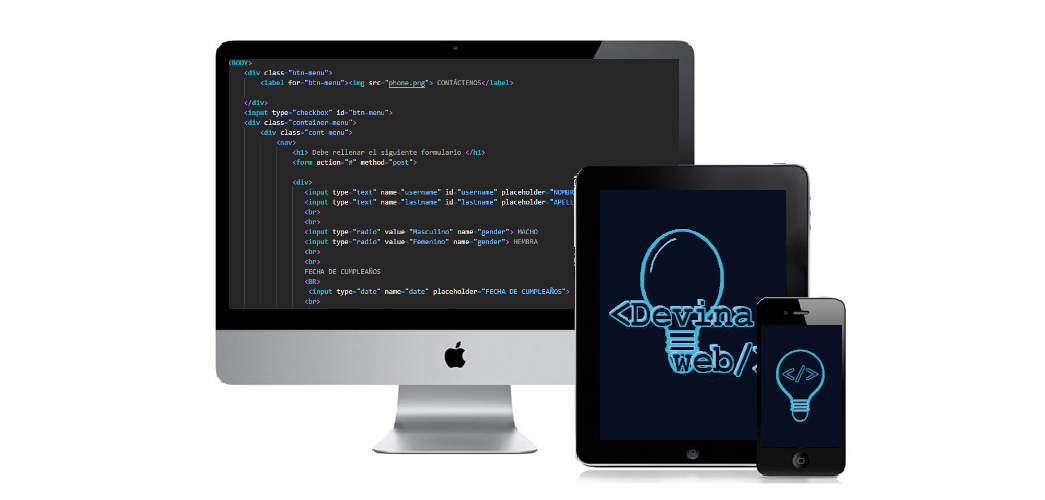 <BODY>
<div class="btn-menu">
<label for="btn-menu"><img src="phone.png"> CONTÁCTENOS</label>
</div>
<input type="checkbox" id="btn-menu">
<div class="container-menu">
<div class="cont-menu">
<nav>
<h1> Debe rellenar el siguiente formulario </h1>
<form action="#" method="post">
<div>
<input type="text" name="username" id="username" placeholder="NOMBR
<input type="text" name="lastname" id="lastname" placeholder="APELL
<br>
<br>
<input type="radio" value="Masculino" name="gender"> MACHO
<input type="radio" value="Femenino" name="gender"> HEMBRA
<br>
<br>
FECHA DE CUMPLEAÑOS
<BR>
<input type="date" name="date" placeholder="FECHA DE CUMPLEAÑOS">
<br>
<Devina
web/>
</>